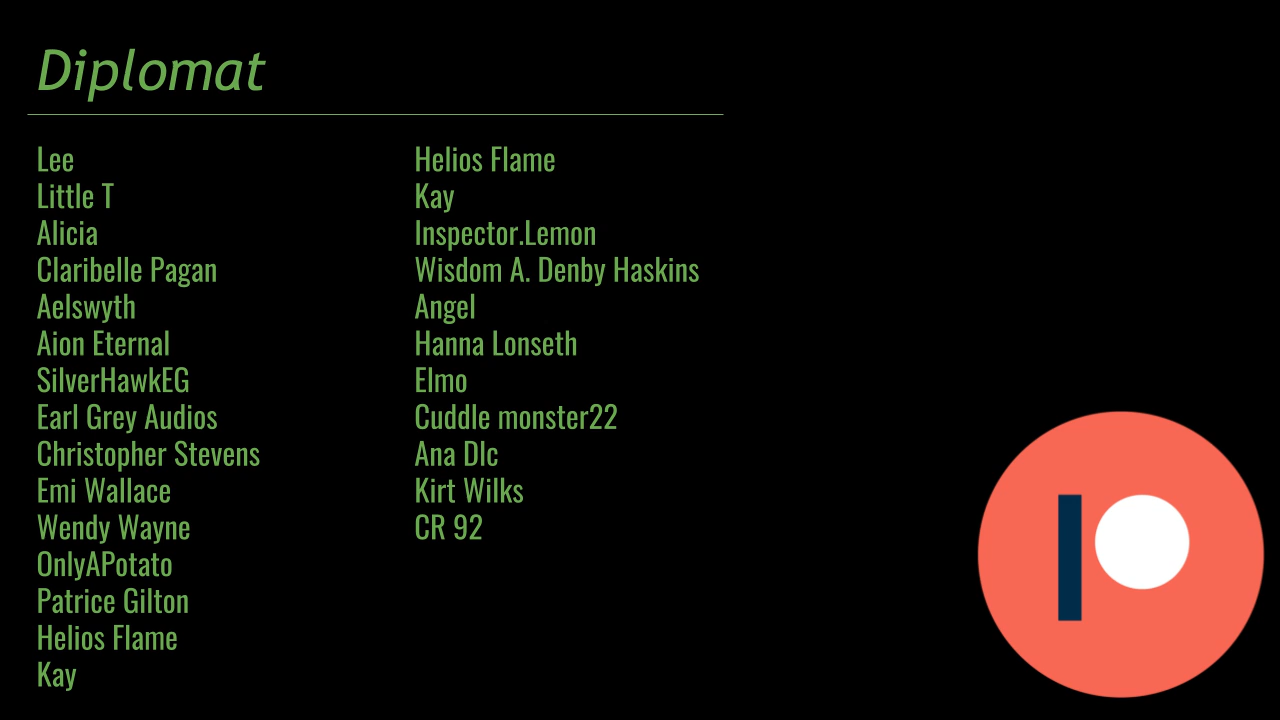 Diplomat
Lee
Little T
Alicia
Claribelle Pagan
Aelswyth
Aion Eternal
SilverHawkEG
Earl Grey Audios
Christopher Stevens
Emi Wallace
Wendy Wayne
OnlyAPotato
Patrice Gilton
Helios Flame
Kay
Helios Flame
Kay
Inspector.Lemon
Wisdom A. Denby Haskins
Angel
Hanna Lonseth
Elmo
Cuddle monster22
Ana Dlc
Kirt Wilks
CR 92